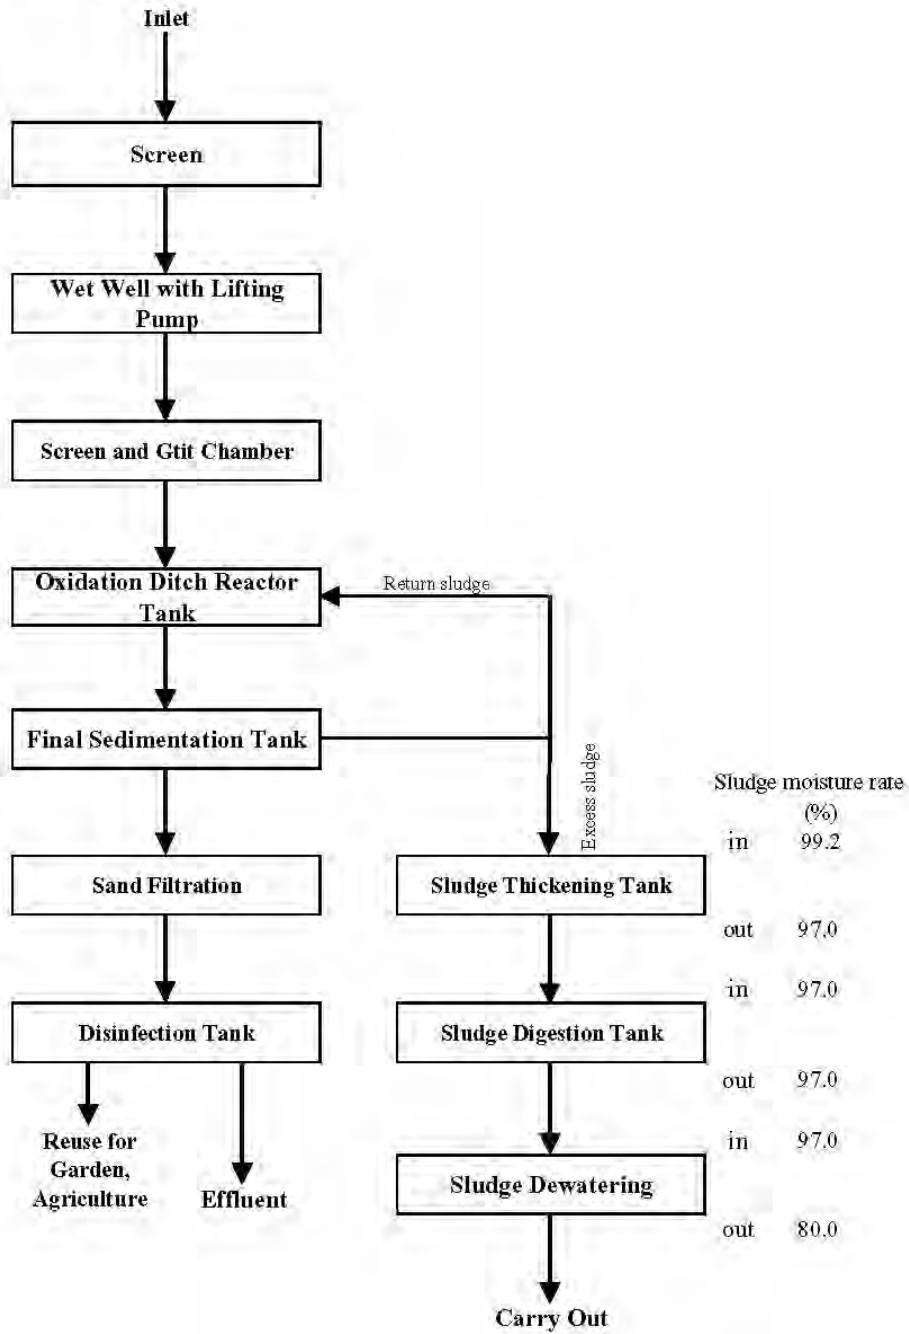 Inlet
Screen
Wet Well with Lifting
Pump
Screen and Gtit Chamber
Oxidation Ditch Reactor
Tank
Return sludge
Final Sedimentation Tank
Excess sludge
Sludge moisture rate
(%)
in 99.2
Sand Filtration
Sludge Thickening Tank
out 97.0
in 97.0
Disinfection Tank
Sludge Digestion Tank
out 97.0
in 97.0
Reuse for
Garden,
Agriculture
Effluent
Sludge Dewatering
out 80.0
Carry Out